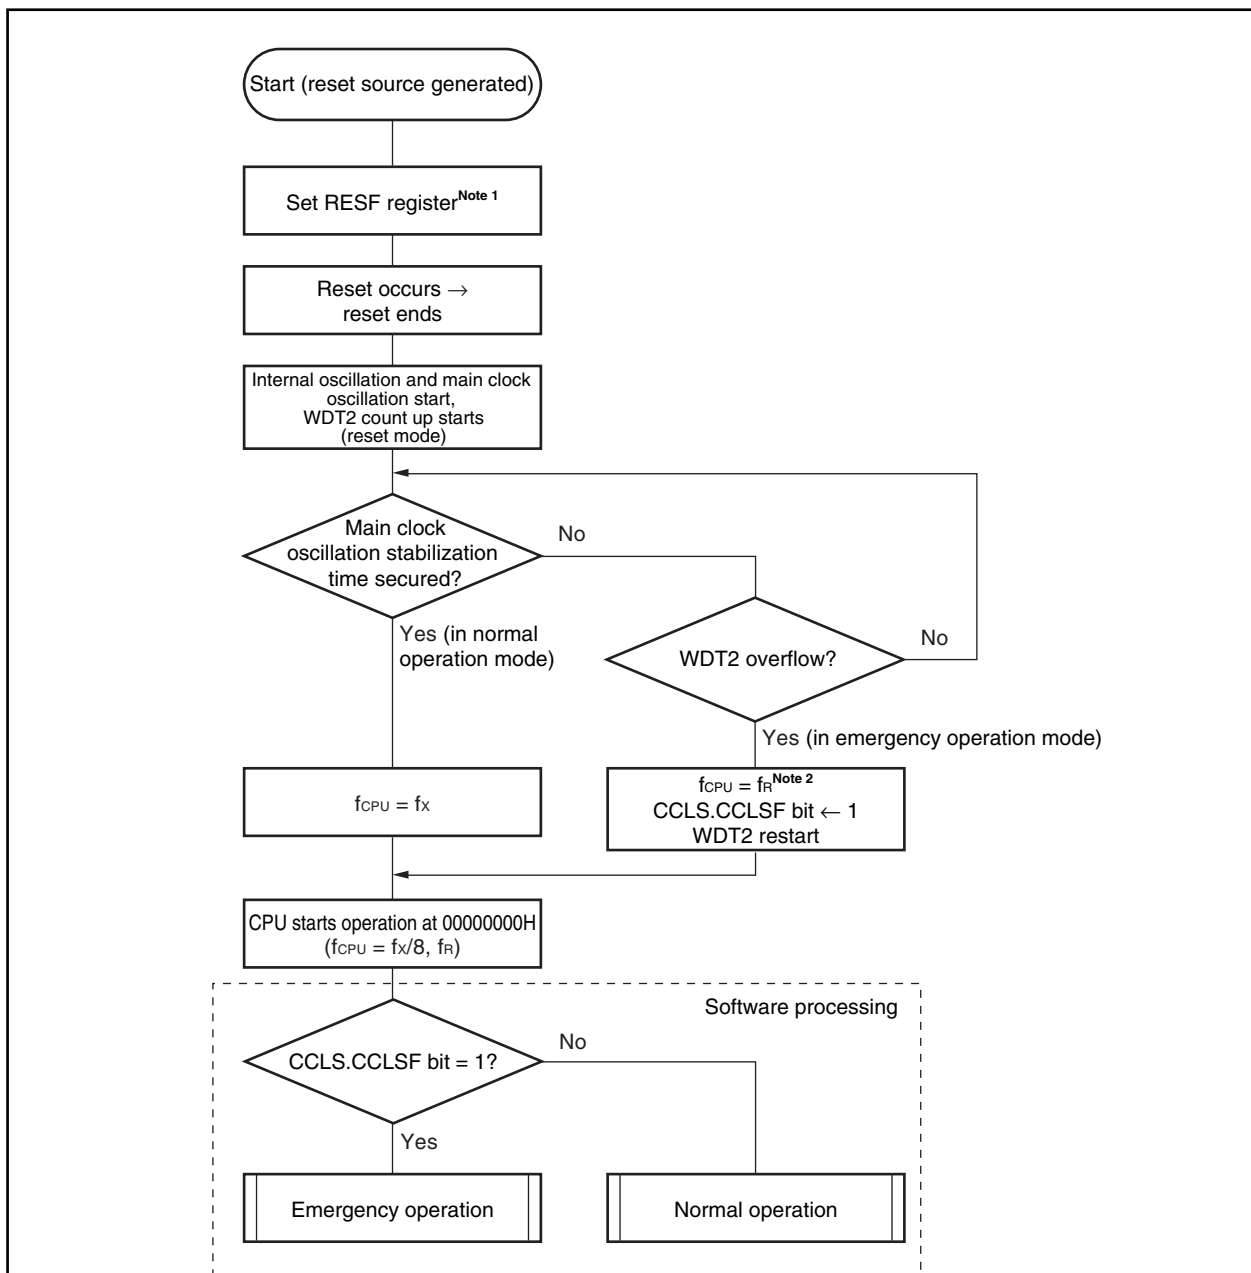 Start (reset source generated)
Set RESF register Note 1
Reset occurs →
reset ends
Internal oscillation and main clock
oscillation start,
WDT2 count up starts
(reset mode)
Main clock
oscillation stabilization
time secured?
No
Yes (in normal
operation mode)
WDT2 overflow?
No
Yes (in emergency operation mode)
fCPU = fX
fCPU = fR Note 2
CCLS.CCLSF bit ← 1
WDT2 restart
CPU starts operation at 00000000H
(fCPU = fX/8, fR)
Software processing
CCLS.CCLSF bit = 1?
No
Yes
Emergency operation
Normal operation